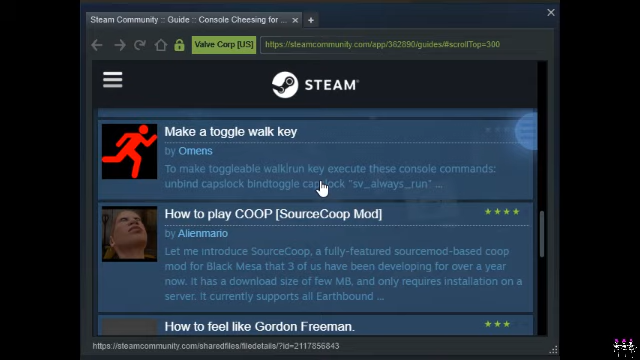 Steam Community :: Guide :: Console Cheesing for ...
Valve Corp [US]
https://steamcommunity.com/app/362890/guides/#scrollTop=300
STEAM
Make a toggle walk key
by Omens
To make toggleable walk\run key execute these console commands:
unbind capslock bindtoggle capslock "sv_always_run" ...
How to play COOP [SourceCoop Mod]
by Alienmario
Let me introduce SourceCoop, a fully-featured sourcemod-based coop
mod for Black Mesa that 3 of us have been developing for over a year
now. It has a download size of few MB, and only requires installation on a
server. It currently supports all Earthbound ...
How to feel like Gordon Freeman.
https://steamcommunity.com/sharedfiles/filedetails/?id=2117856843